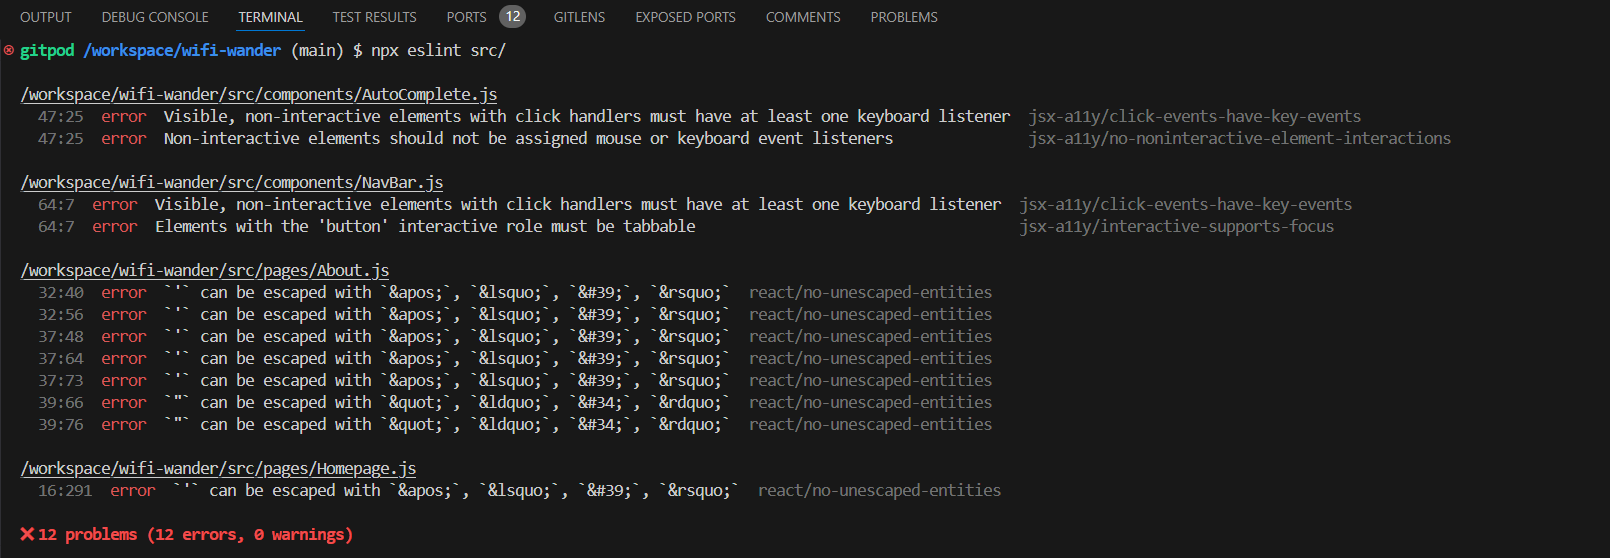 OUTPUT DEBUG CONSOLE TERMINAL TEST RESULTS PORTS 12 GITLENS EXPOSED PORTS COMMENTS PROBLEMS
gitpod /workspace/wifi-wander (main) $ npx eslint src/
/workspace/wifi-wander/src/components/AutoComplete.js
47:25 error Visible, non-interactive elements with click handlers must have at least one keyboard listener jsx-a11y/click-events-have-key-events
47:25 error Non-interactive elements should not be assigned mouse or keyboard event listeners jsx-a11y/no-noninteractive-element-interactions
/workspace/wifi-wander/src/components/NavBar.js
64:7 error Visible, non-interactive elements with click handlers must have at least one keyboard listener jsx-a11y/click-events-have-key-events
64:7 error Elements with the 'button' interactive role must be tabbable jsx-a11y/interactive-supports-focus
/workspace/wifi-wander/src/pages/About.js
32:40 error `'` can be escaped with `&apos;`, `&lsquo;`, `&#39;`, `&rsquo;` react/no-unescaped-entities
32:56 error `'` can be escaped with `&apos;`, `&lsquo;`, `&#39;`, `&rsquo;` react/no-unescaped-entities
37:48 error `'` can be escaped with `&apos;`, `&lsquo;`, `&#39;`, `&rsquo;` react/no-unescaped-entities
37:64 error `'` can be escaped with `&apos;`, `&lsquo;`, `&#39;`, `&rsquo;` react/no-unescaped-entities
37:73 error `'` can be escaped with `&apos;`, `&lsquo;`, `&#39;`, `&rsquo;` react/no-unescaped-entities
39:66 error `"` can be escaped with `&quot;`, `&ldquo;`, `&#34;`, `&rdquo;` react/no-unescaped-entities
39:76 error `"` can be escaped with `&quot;`, `&ldquo;`, `&#34;`, `&rdquo;` react/no-unescaped-entities
/workspace/wifi-wander/src/pages/Homepage.js
16:291 error `'` can be escaped with `&apos;`, `&lsquo;`, `&#39;`, `&rsquo;` react/no-unescaped-entities
❌ 12 problems (12 errors, 0 warnings)